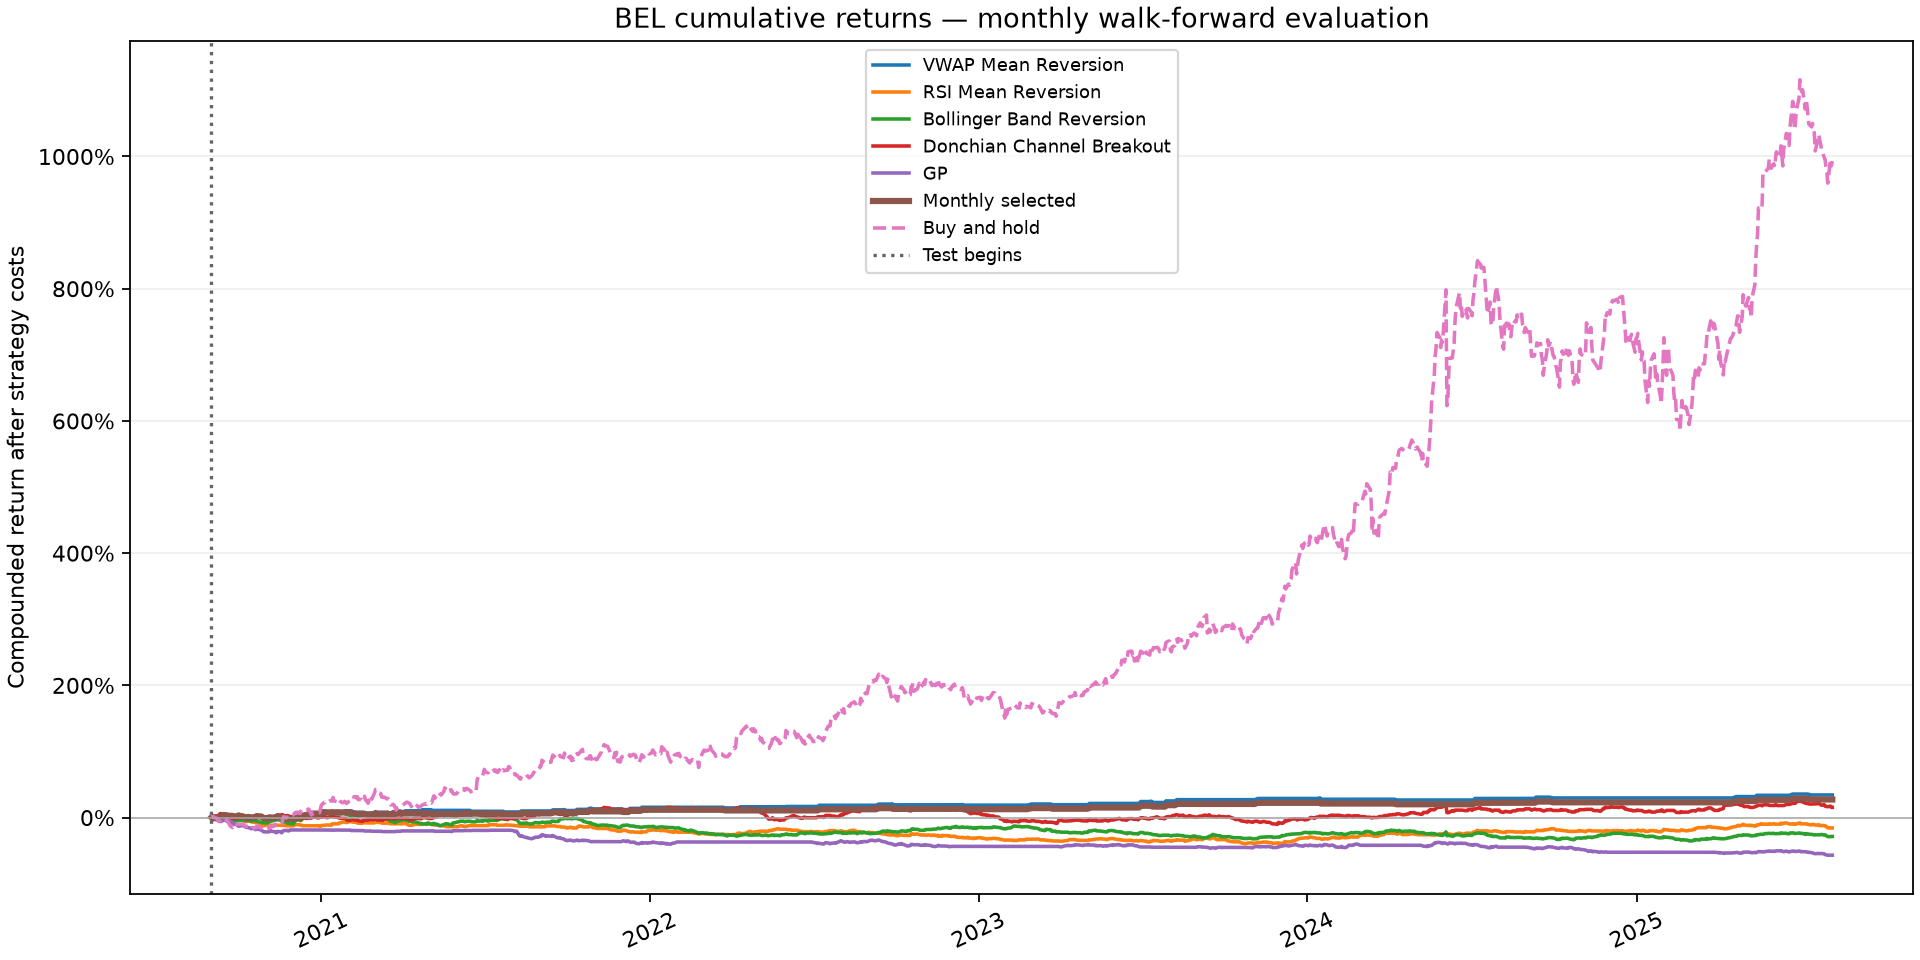 BEL cumulative returns — monthly walk-forward evaluation
VWAP Mean Reversion
RSI Mean Reversion
Bollinger Band Reversion
Donchian Channel Breakout
GP
Monthly selected
Buy and hold
Test begins
Compounded return after strategy costs
1000%
800%
600%
400%
200%
0%
2021
2022
2023
2024
2025